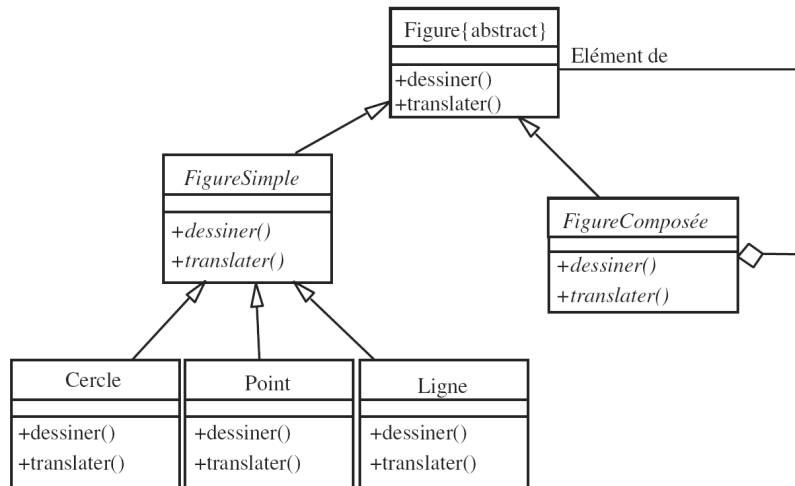 Figure{abstract}
+dessiner()
+translater()
Elément de
FigureSimple
+dessiner()
+translater()
FigureComposée
+dessiner()
+translater()
Cercle
+dessiner()
+translater()
Point
+dessiner()
+translater()
Ligne
+dessiner()
+translater()